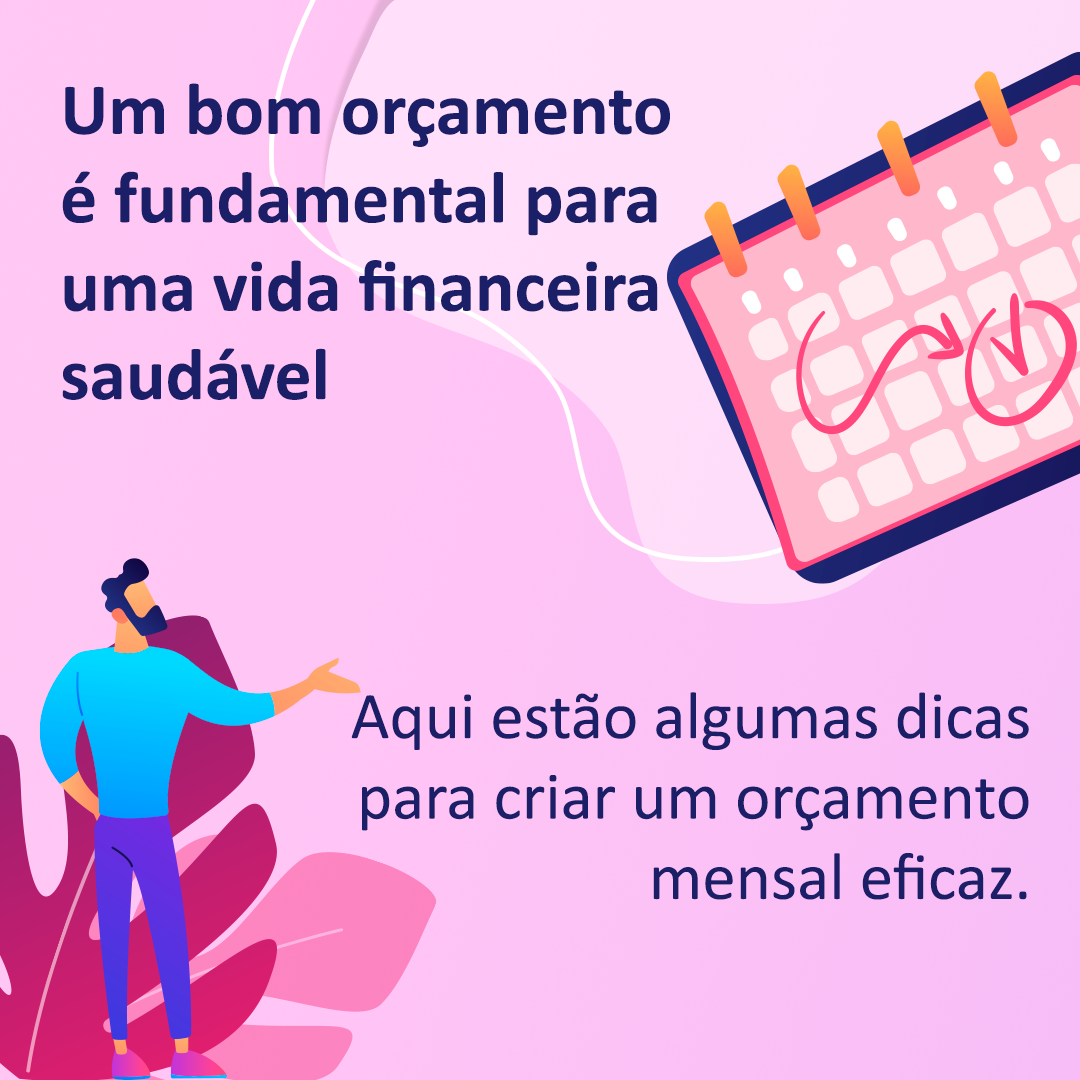 Um bom orçamento
é fundamental para
uma vida financeira
saudável
Aqui estão algumas dicas
para criar um orçamento
mensal eficaz.